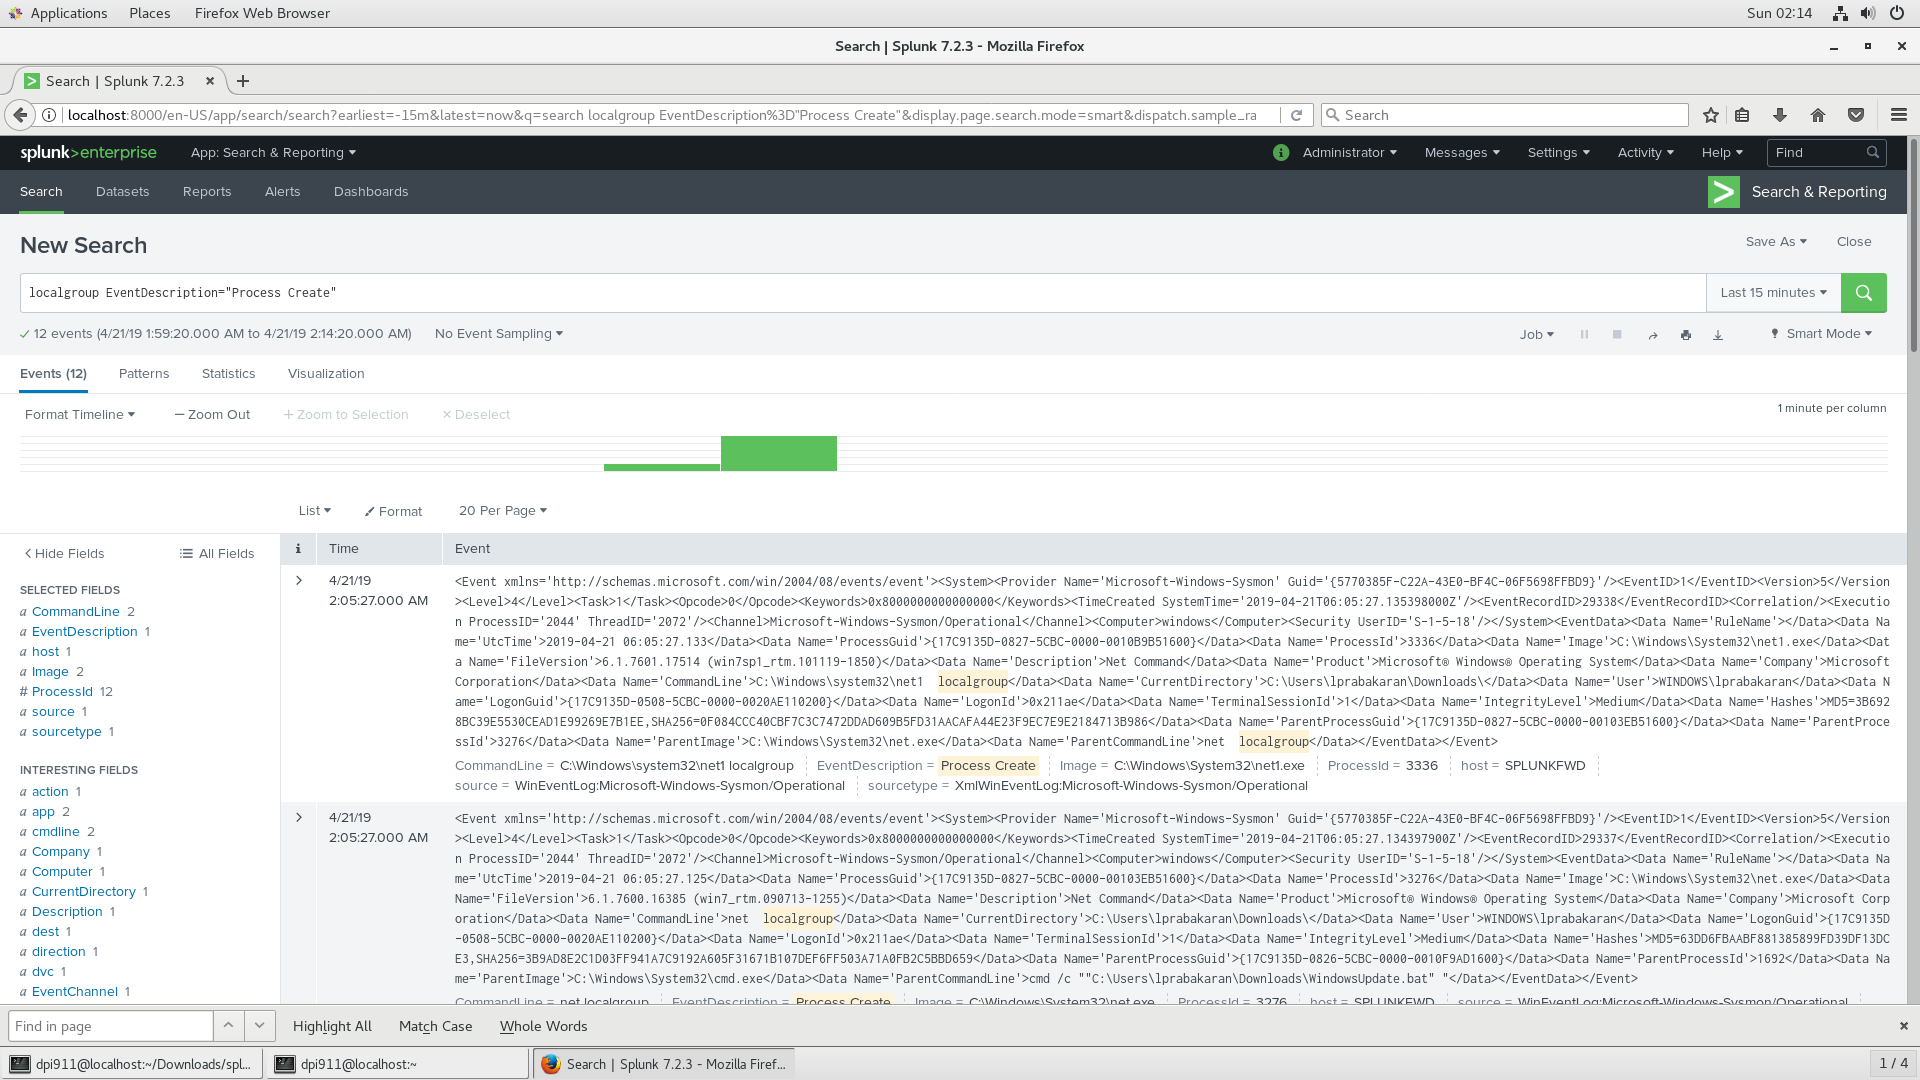 Applications Places Firefox Web Browser Sun 02:14
Search | Splunk 7.2.3 - Mozilla Firefox
Search | Splunk 7.2.3
localhost:8000/en-US/app/search/search?earliest=-15m&latest=now&q=search localgroup EventDescription%3D"Process Create"&display.page.search.mode=smart&dispatch.sample_ra Search
splunk>enterprise App: Search & Reporting Administrator Messages Settings Activity Help Find
Search Datasets Reports Alerts Dashboards Search & Reporting
New Search Save As Close
localgroup EventDescription="Process Create" Last 15 minutes
12 events (4/21/19 1:59:20.000 AM to 4/21/19 2:14:20.000 AM) No Event Sampling Job Smart Mode
Events (12) Patterns Statistics Visualization
Format Timeline — Zoom Out + Zoom to Selection × Deselect 1 minute per column
List Format 20 Per Page
Hide Fields All Fields
SELECTED FIELDS
a CommandLine 2
a EventDescription 1
a host 1
a Image 2
# ProcessId 12
a source 1
a sourcetype 1
INTERESTING FIELDS
a action 1
a app 2
a cmdline 2
a Company 1
a Computer 1
a CurrentDirectory 1
a Description 1
a dest 1
a direction 1
a dvc 1
a EventChannel 1
i Time Event
4/21/19
2:05:27.000 AM
<Event xmlns='http://schemas.microsoft.com/win/2004/08/events/event'><System><Provider Name='Microsoft-Windows-Sysmon' Guid='{5770385F-C22A-43E0-BF4C-06F5698FFBD9}'/><EventID>1</EventID><Version>5</Version
><Level>4</Level><Task>1</Task><Opcode>0</Opcode><Keywords>0x8000000000000000</Keywords><TimeCreated SystemTime='2019-04-21T06:05:27.135398000Z'/><EventRecordID>29338</EventRecordID><Correlation/><Executio
n ProcessID='2044' ThreadID='2072'/><Channel>Microsoft-Windows-Sysmon/Operational</Channel><Computer>windows</Computer><Security UserID='S-1-5-18'/></System><EventData><Data Name='RuleName'></Data><Data Na
me='UtcTime'>2019-04-21 06:05:27.133</Data><Data Name='ProcessGuid'>{17C9135D-0827-5CBC-0000-0010B9B51600}</Data><Data Name='ProcessId'>3336</Data><Data Name='Image'>C:\Windows\System32\net1.exe</Data><Dat
a Name='FileVersion'>6.1.7601.17514 (win7sp1_rtm.101119-1850)</Data><Data Name='Description'>Net Command</Data><Data Name='Product'>Microsoft® Windows® Operating System</Data><Data Name='Company'>Microsoft
Corporation</Data><Data Name='CommandLine'>C:\Windows\system32\net1 localgroup</Data><Data Name='CurrentDirectory'>C:\Users\lprabakaran\Downloads\</Data><Data Name='User'>WINDOWS\lprabakaran</Data><Data N
ame='LogonGuid'>{17C9135D-0508-5CBC-0000-0020AE110200}</Data><Data Name='LogonId'>0x211ae</Data><Data Name='TerminalSessionId'>1</Data><Data Name='IntegrityLevel'>Medium</Data><Data Name='Hashes'>MD5=3B692
8BC39E5530CEAD1E99269E7B1EE,SHA256=0F084CCC40CBF7C3C7472DDAD609B5FD31AACAFA44E23F9EC7E9E2184713B986</Data><Data Name='ParentProcessGuid'>{17C9135D-0827-5CBC-0000-00103EB51600}</Data><Data Name='ParentProce
ssId'>3276</Data><Data Name='ParentImage'>C:\Windows\System32\net.exe</Data><Data Name='ParentCommandLine'>net localgroup</Data></EventData></Event>
CommandLine = C:\Windows\system32\net1 localgroup EventDescription = Process Create Image = C:\Windows\System32\net1.exe ProcessId = 3336 host = SPLUNKFWD
source = WinEventLog:Microsoft-Windows-Sysmon/Operational sourcetype = XmlWinEventLog:Microsoft-Windows-Sysmon/Operational
4/21/19
2:05:27.000 AM
<Event xmlns='http://schemas.microsoft.com/win/2004/08/events/event'><System><Provider Name='Microsoft-Windows-Sysmon' Guid='{5770385F-C22A-43E0-BF4C-06F5698FFBD9}'/><EventID>1</EventID><Version>5</Version
><Level>4</Level><Task>1</Task><Opcode>0</Opcode><Keywords>0x8000000000000000</Keywords><TimeCreated SystemTime='2019-04-21T06:05:27.134397900Z'/><EventRecordID>29337</EventRecordID><Correlation/><Executio
n ProcessID='2044' ThreadID='2072'/><Channel>Microsoft-Windows-Sysmon/Operational</Channel><Computer>windows</Computer><Security UserID='S-1-5-18'/></System><EventData><Data Name='RuleName'></Data><Data Na
me='UtcTime'>2019-04-21 06:05:27.125</Data><Data Name='ProcessGuid'>{17C9135D-0827-5CBC-0000-00103EB51600}</Data><Data Name='ProcessId'>3276</Data><Data Name='Image'>C:\Windows\System32\net.exe</Data><Data
Name='FileVersion'>6.1.7600.16385 (win7_rtm.090713-1255)</Data><Data Name='Description'>Net Command</Data><Data Name='Product'>Microsoft® Windows® Operating System</Data><Data Name='Company'>Microsoft Corp
oration</Data><Data Name='CommandLine'>net localgroup</Data><Data Name='CurrentDirectory'>C:\Users\lprabakaran\Downloads\</Data><Data Name='User'>WINDOWS\lprabakaran</Data><Data Name='LogonGuid'>{17C9135D
-0508-5CBC-0000-0020AE110200}</Data><Data Name='LogonId'>0x211ae</Data><Data Name='TerminalSessionId'>1</Data><Data Name='IntegrityLevel'>Medium</Data><Data Name='Hashes'>MD5=63DD6FBAABF881385899FD39DF13DC
E3,SHA256=3B9AD8E2C1D03FF941A7C9192A605F31671B107DEF6FF503A71A0FB2C5BBD659</Data><Data Name='ParentProcessGuid'>{17C9135D-0826-5CBC-0000-0010F9AD1600}</Data><Data Name='ParentProcessId'>1692</Data><Data Na
me='ParentImage'>C:\Windows\System32\cmd.exe</Data><Data Name='ParentCommandLine'>cmd /c ""C:\Users\lprabakaran\Downloads\WindowsUpdate.bat" "</Data></EventData></Event>
CommandLine = net localgroup EventDescription = Process Create Image = C:\Windows\System32\net.exe ProcessId = 3276 host = SPLUNKFWD source = WinEventLog:Microsoft-Windows-Sysmon/Operational
Find in page Highlight All Match Case Whole Words
dpi911@localhost:~/Downloads/spl... dpi911@localhost:~ Search | Splunk 7.2.3 - Mozilla Firef... 1 / 4